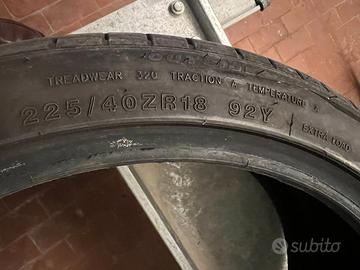 TREADWEAR 320 TRACTION A TEMPERATURE A
225/40ZR18 92Y
EXTRA LOAD
subito